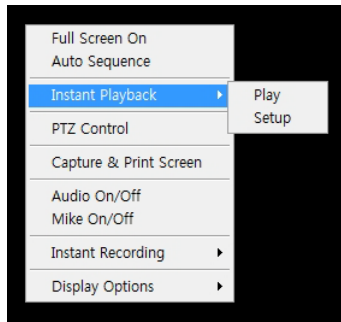 Full Screen On
Auto Sequence
Instant Playback
Play
Setup
PTZ Control
Capture & Print Screen
Audio On/Off
Mike On/Off
Instant Recording
Display Options